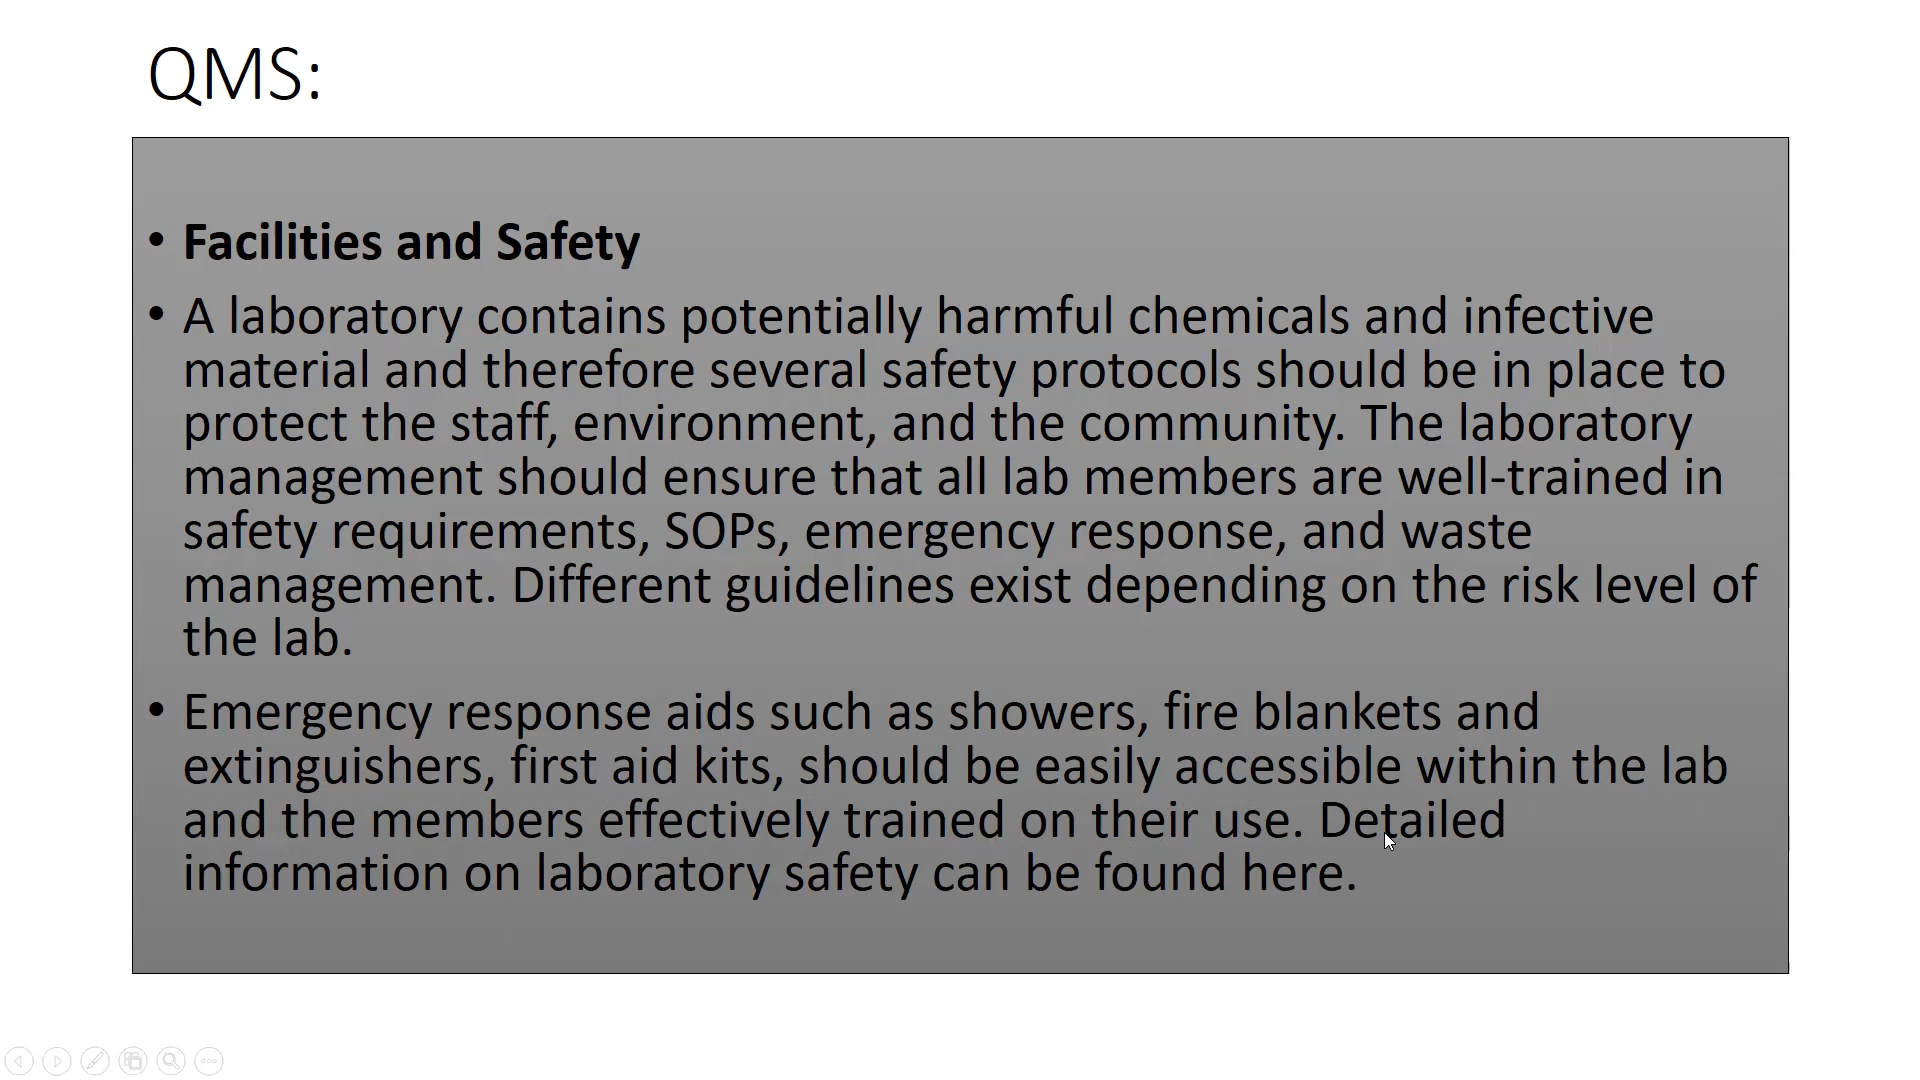 QMS:
• Facilities and Safety
• A laboratory contains potentially harmful chemicals and infective
material and therefore several safety protocols should be in place to
protect the staff, environment, and the community. The laboratory
management should ensure that all lab members are well-trained in
safety requirements, SOPs, emergency response, and waste
management. Different guidelines exist depending on the risk level of
the lab.
• Emergency response aids such as showers, fire blankets and
extinguishers, first aid kits, should be easily accessible within the lab
and the members effectively trained on their use. Detailed
information on laboratory safety can be found here.